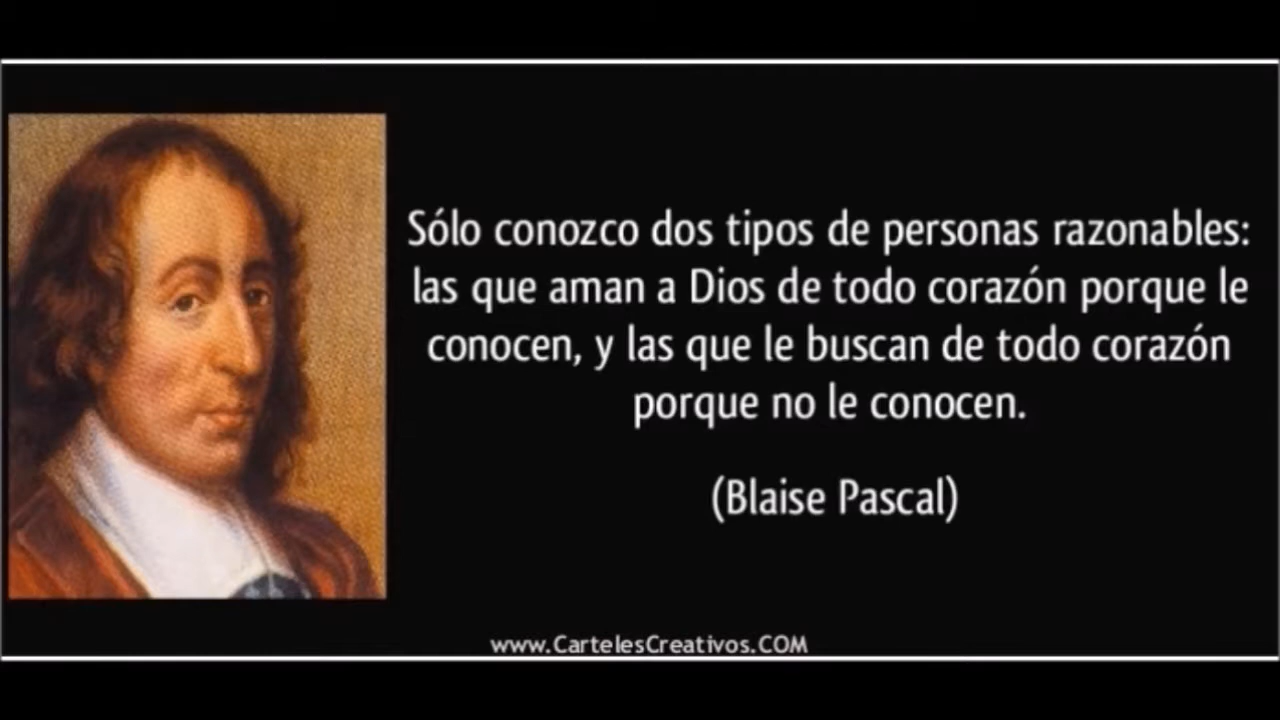 Sólo conozco dos tipos de personas razonables:
las que aman a Dios de todo corazón porque le
conocen, y las que le buscan de todo corazón
porque no le conocen.
(Blaise Pascal)
www.CartelesCreativos.COM